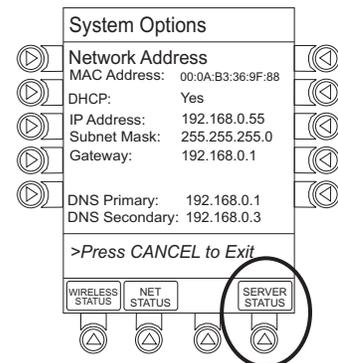 System Options
Network Address
MAC Address: 00:0A:B3:36:9F:88
DHCP: Yes
IP Address: 192.168.0.55
Subnet Mask: 255.255.255.0
Gateway: 192.168.0.1
DNS Primary: 192.168.0.1
DNS Secondary: 192.168.0.3
>Press CANCEL to Exit
WIRELESS STATUS
NET STATUS
SERVER STATUS